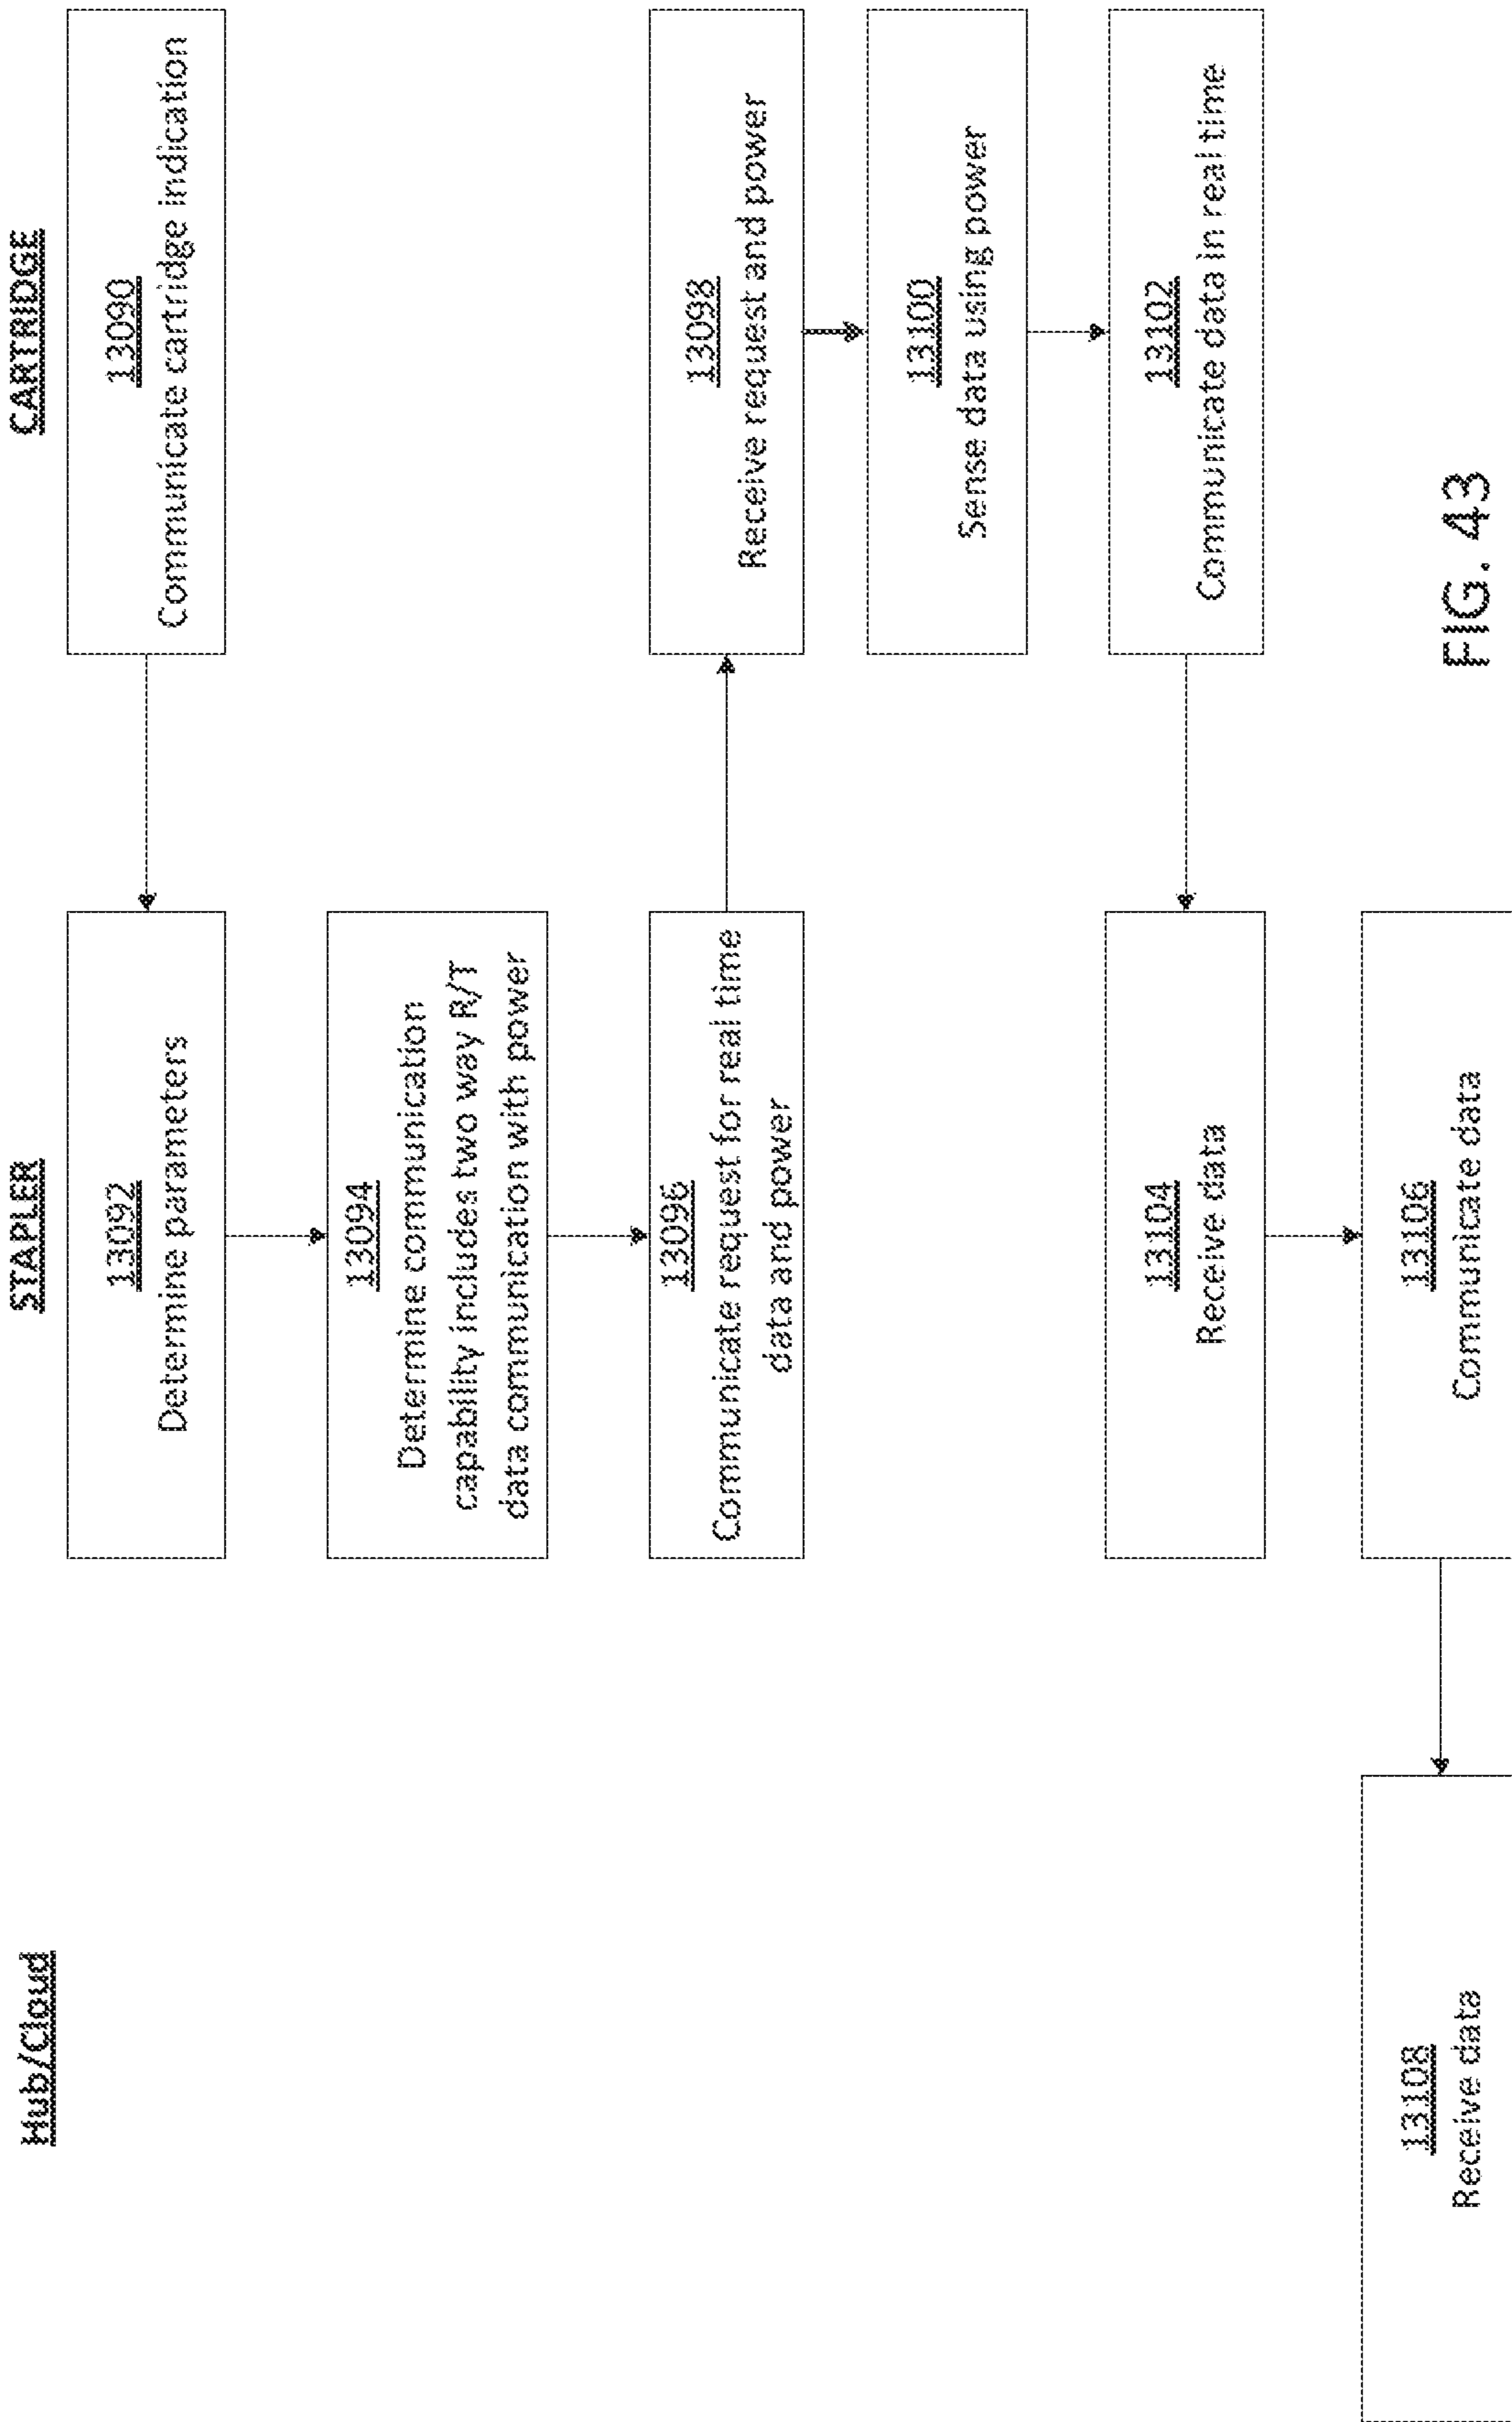 Hub/Cloud
STAPLER
CARTRIDGE
13090
Communicate cartridge indication
13092
Determine parameters
13094
Determine communication
capability includes two way R/T
data communication with power
13096
Communicate request for real time
data and power
13098
Receive request and power
13100
Sense data using power
13102
Communicate data in real time
13104
Receive data
13106
Communicate data
13108
Receive data
FIG. 43